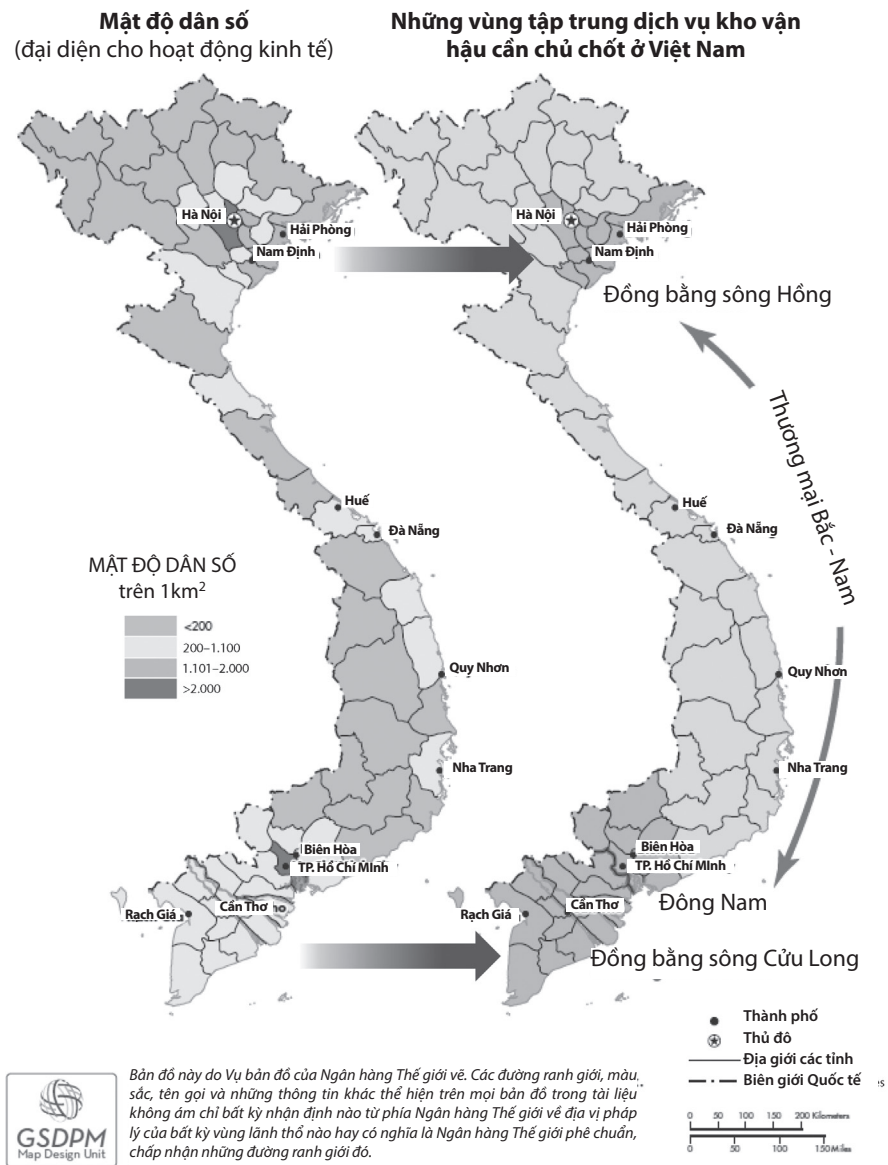 Mật độ dân số
(đại diện cho hoạt động kinh tế)
Những vùng tập trung dịch vụ kho vận
hậu cần chủ chốt ở Việt Nam
Hà Nội
Hải Phòng
Nam Định
Huế
Đà Nẵng
MẬT ĐỘ DÂN SỐ
trên 1km²
<200
200–1.100
1.101–2.000
>2.000
Quy Nhơn
Nha Trang
Biên Hòa
TP. Hồ Chí MInh
Cần Thơ
Rạch Giá
Hà Nội
Hải Phòng
Nam Định
Đồng bằng sông Hồng
Thương mại Bắc - Nam
Huế
Đà Nẵng
Quy Nhơn
Nha Trang
Biên Hòa
TP. Hồ Chí MInh
Cần Thơ
Đông Nam
Rạch Giá
Đồng bằng sông Cửu Long
Thành phố
Thủ đô
Địa giới các tỉnh
Biên giới Quốc tế
0 50 100 150 200 Kilometers
0 50 100 150 Miles
GSDPM
Map Design Unit
Bản đồ này do Vụ bản đồ của Ngân hàng Thế giới vẽ. Các đường ranh giới, màu
sắc, tên gọi và những thông tin khác thể hiện trên mọi bản đồ trong tài liệu
không ám chỉ bất kỳ nhận định nào từ phía Ngân hàng Thế giới về địa vị pháp
lý của bất kỳ vùng lãnh thổ nào hay có nghĩa là Ngân hàng Thế giới phê chuẩn,
chấp nhận những đường ranh giới đó.